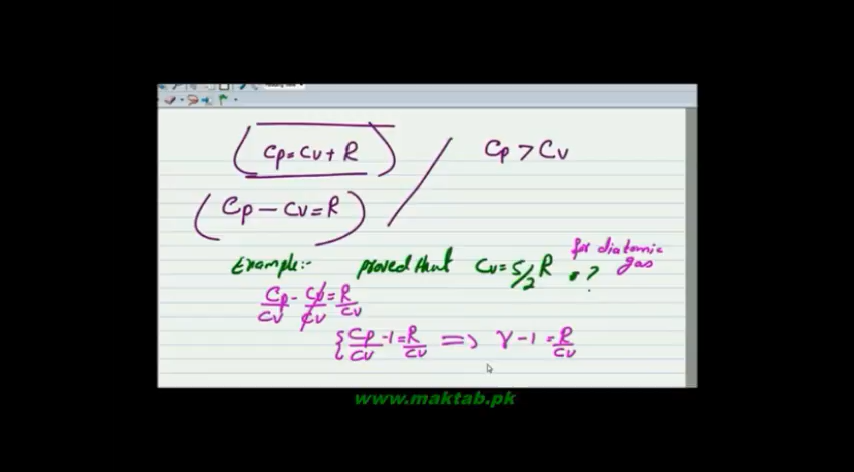 Cp = Cv + R
Cp > Cv
Cp - Cv = R
Example:- proved that Cv = 5/2 R = ? for diatomic gas
Cp/Cv - Cv/Cv = R/Cv
{ Cp/Cv - 1 = R/Cv => γ - 1 = R/Cv
www.maktab.pk